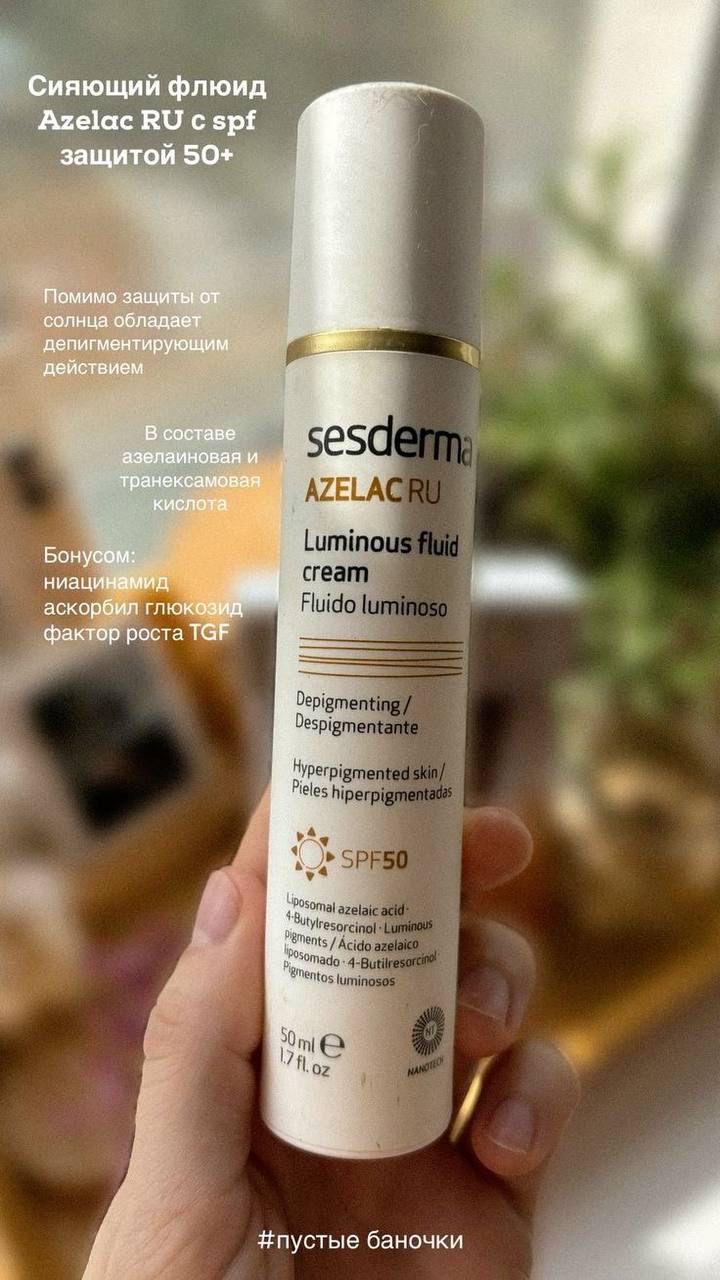 Сияющий флюид
Azelac RU с spf
защитой 50+
Помимо защиты от
солнца обладает
депигментирующим
действием
В составе
азелаиновая и
транексамовая
кислота
Бонусом:
ниацинамид
аскорбил глюкозид
фактор роста TGF
sesderma
AZELAC RU
Luminous fluid
cream
Fluido luminoso
Depigmenting/
Despigmentante
Hyperpigmented skin/
Pieles hiperpigmentadas
SPF50
Liposomal azelaic acid·
4-Butylresorcinol · Luminous
pigments / Ácido azelaico
liposomado · 4-Butilresorcinol·
Pigmentos luminosos
50 ml e
1.7 fl. oz
NT
NANOTECH
#пустые баночки